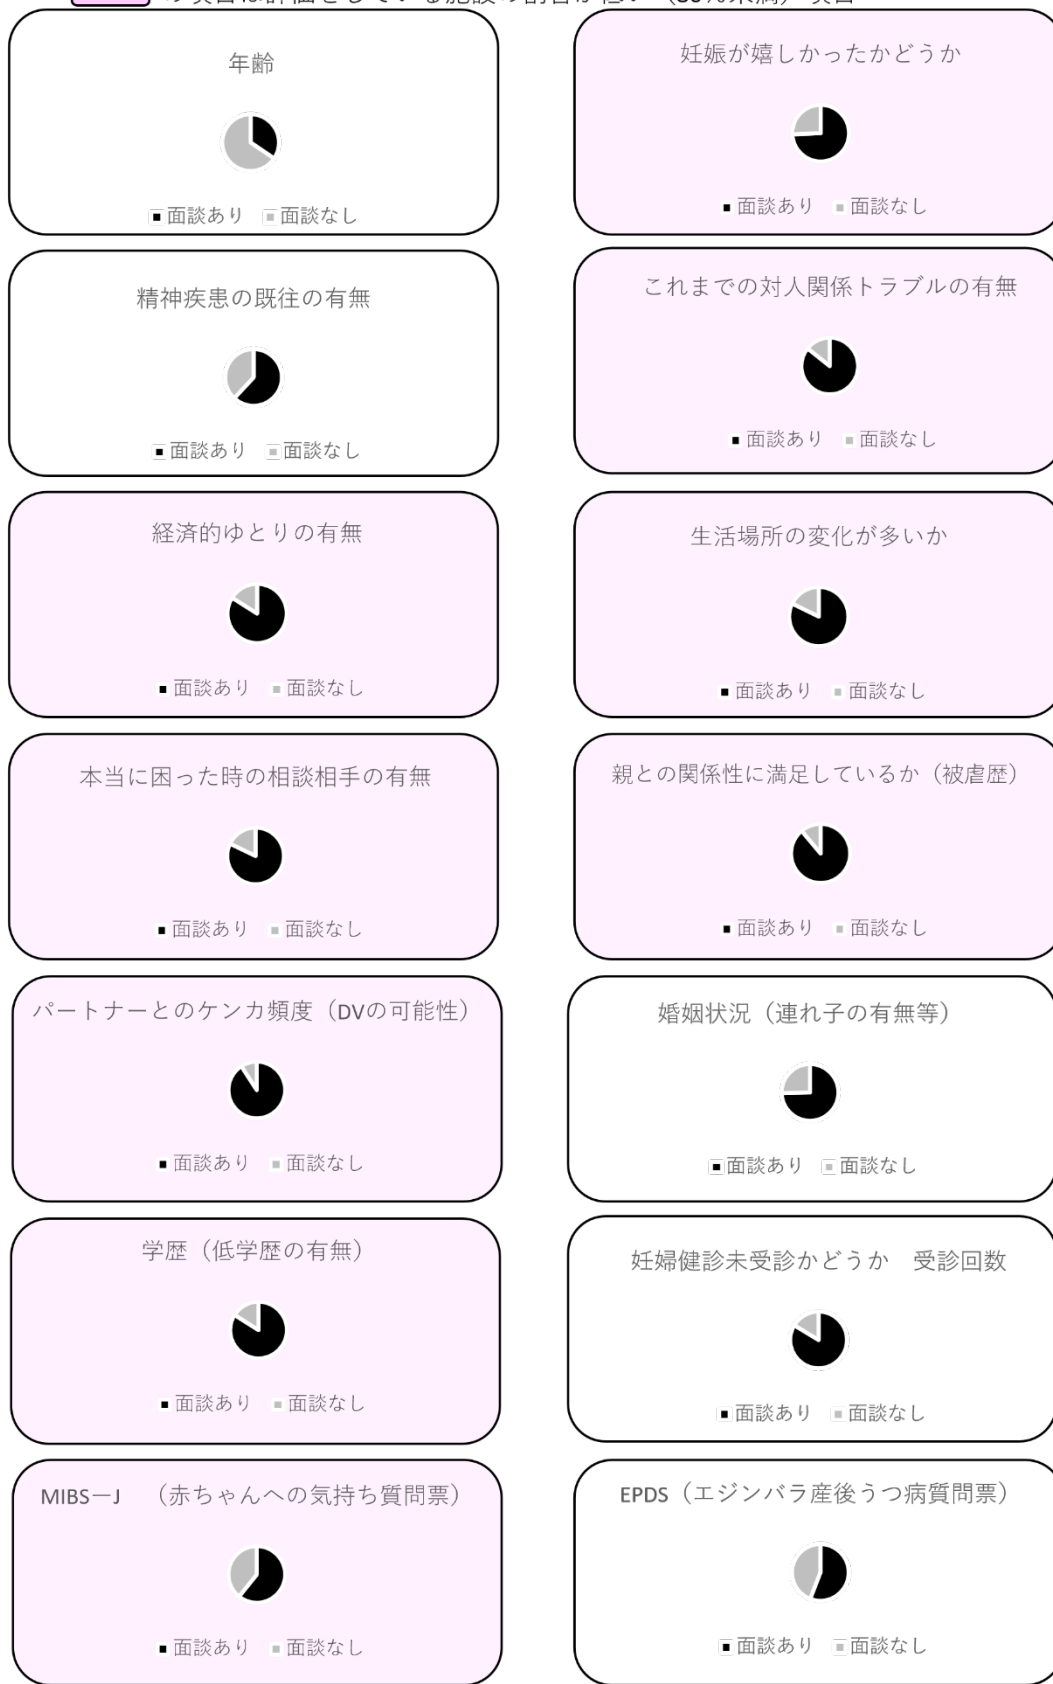 年齢
■面談あり ■面談なし
妊娠が嬉しかったかどうか
■面談あり ■面談なし
精神疾患の既往の有無
■面談あり ■面談なし
これまでの対人関係トラブルの有無
■面談あり ■面談なし
経済的ゆとりの有無
■面談あり ■面談なし
生活場所の変化が多いか
■面談あり ■面談なし
本当に困った時の相談相手の有無
■面談あり ■面談なし
親との関係性に満足しているか（被虐歴）
■面談あり ■面談なし
パートナーとのケンカ頻度（DVの可能性）
■面談あり ■面談なし
婚姻状況（連れ子の有無等）
■面談あり ■面談なし
学歴（低学歴の有無）
■面談あり ■面談なし
妊婦健診未受診かどうか　受診回数
■面談あり ■面談なし
MIBSーJ　（赤ちゃんへの気持ち質問票）
■面談あり ■面談なし
EPDS（エジンバラ産後うつ病質問票）
■面談あり ■面談なし